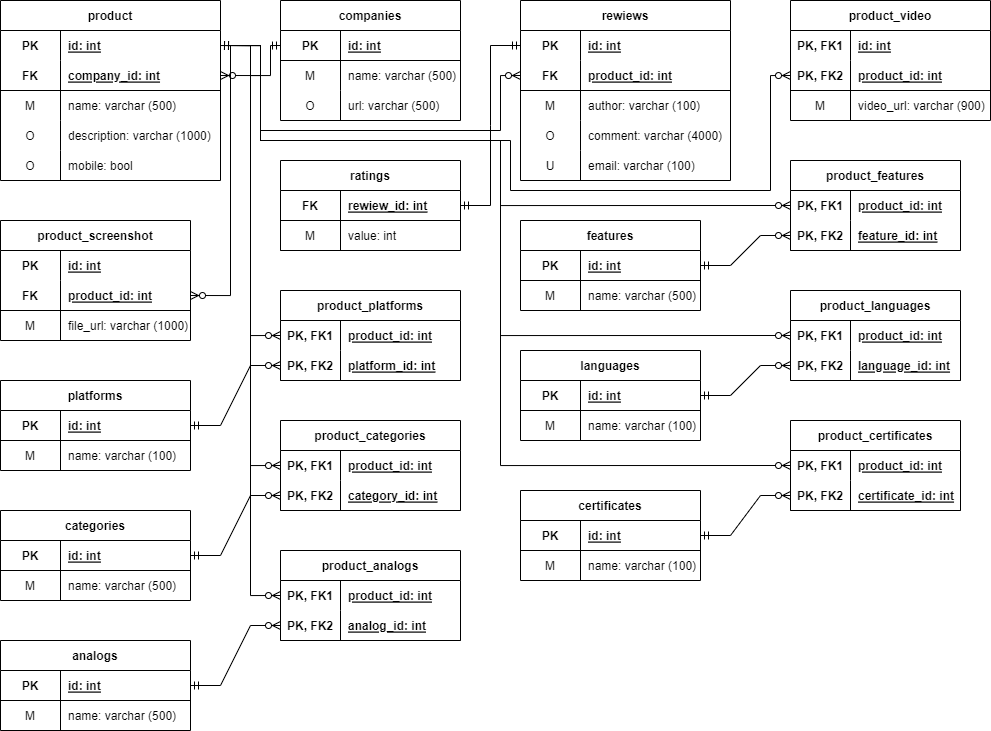 product
PK id: int
FK company_id: int
M name: varchar (500)
O description: varchar (1000)
O mobile: bool
companies
PK id: int
M name: varchar (500)
O url: varchar (500)
rewiews
PK id: int
FK product_id: int
M author: varchar (100)
O comment: varchar (4000)
U email: varchar (100)
product_video
PK, FK1 id: int
PK, FK2 product_id: int
M video_url: varchar (900)
ratings
FK rewiew_id: int
M value: int
product_features
PK, FK1 product_id: int
PK, FK2 feature_id: int
product_screenshot
PK id: int
FK product_id: int
M file_url: varchar (1000)
features
PK id: int
M name: varchar (500)
product_platforms
PK, FK1 product_id: int
PK, FK2 platform_id: int
product_languages
PK, FK1 product_id: int
PK, FK2 language_id: int
platforms
PK id: int
M name: varchar (100)
languages
PK id: int
M name: varchar (100)
product_categories
PK, FK1 product_id: int
PK, FK2 category_id: int
product_certificates
PK, FK1 product_id: int
PK, FK2 certificate_id: int
categories
PK id: int
M name: varchar (500)
certificates
PK id: int
M name: varchar (100)
product_analogs
PK, FK1 product_id: int
PK, FK2 analog_id: int
analogs
PK id: int
M name: varchar (500)